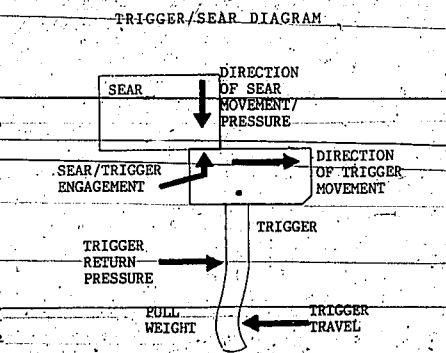 TRIGGER/SEAR DIAGRAM
SEAR
DIRECTION
OF SEAR
MOVEMENT/
PRESSURE
SEAR/TRIGGER
ENGAGEMENT
DIRECTION
OF TRIGGER
MOVEMENT
TRIGGER
TRIGGER
RETURN
PRESSURE
PULL
WEIGHT
TRIGGER
TRAVEL